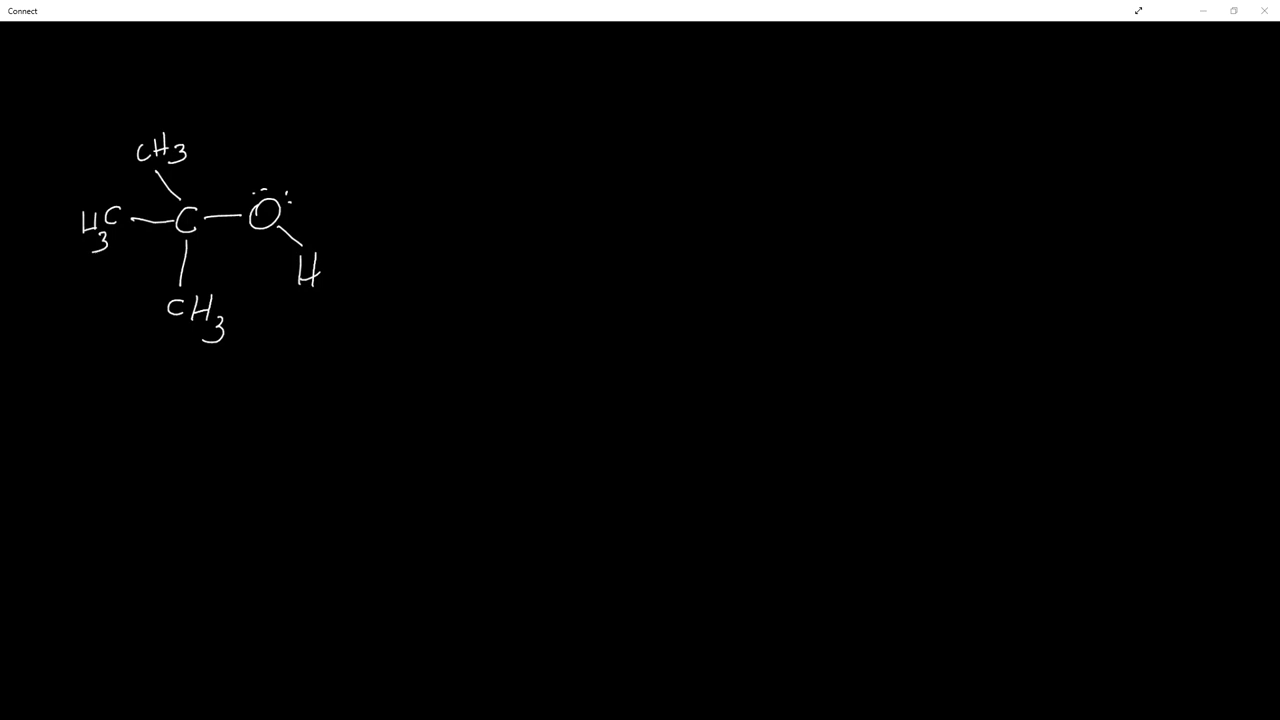 Connect
CH3
H3C — C — O
H
CH3